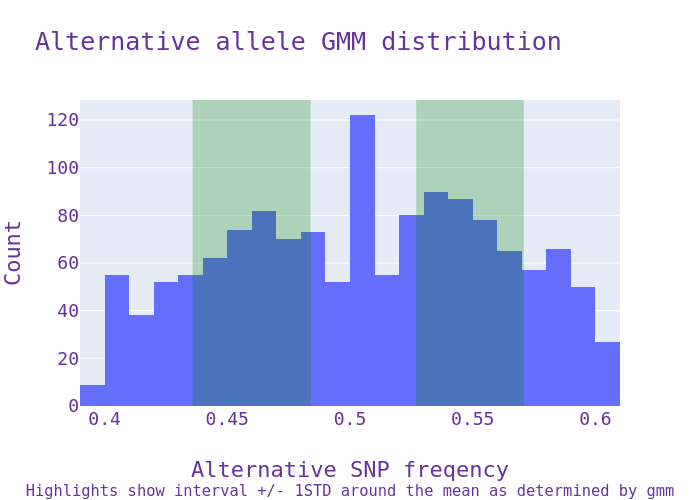 Alternative allele GMM distribution
120
100
80
60
40
20
0
Count
0.4 0.45 0.5 0.55 0.6
Alternative SNP freqency
Highlights show interval +/- 1STD around the mean as determined by gmm